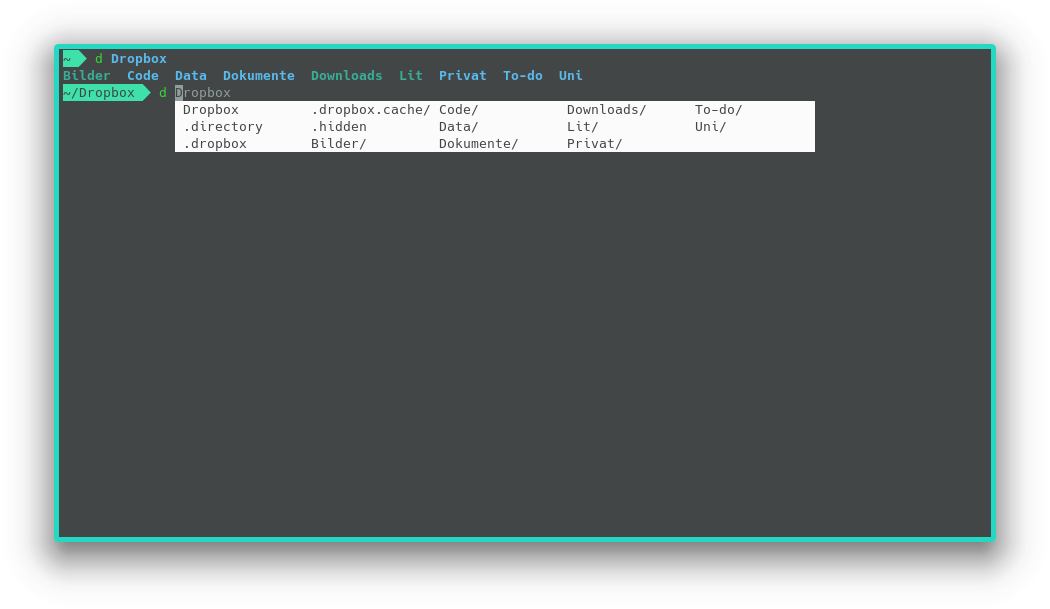 ~ d Dropbox
Bilder Code Data Dokumente Downloads Lit Privat To-do Uni
~/Dropbox d Dropbox
Dropbox .dropbox.cache/ Code/ Downloads/ To-do/
.directory .hidden Data/ Lit/ Uni/
.dropbox Bilder/ Dokumente/ Privat/